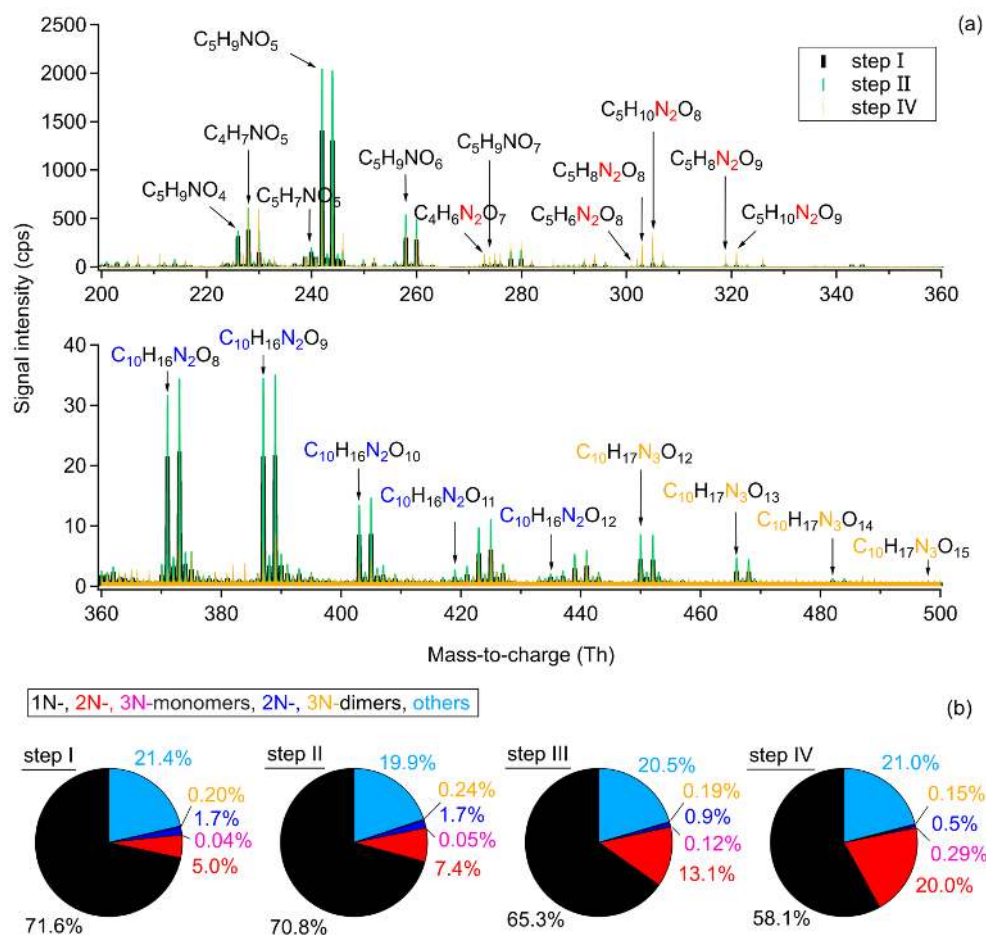 (a)
2500
2000
1500
1000
500
0
Signal intensity (cps)
step I
step II
step IV
C5H9NO5
C4H7NO5
C5H9NO4
C5H7NO5
C5H9NO6
C5H9NO7
C4H6N2O7
C5H10N2O8
C5H8N2O8
C5H6N2O8
C5H8N2O9
C5H10N2O9
200 220 240 260 280 300 320 340 360
40
30
20
10
0
C10H16N2O8
C10H16N2O9
C10H16N2O10
C10H16N2O11
C10H16N2O12
C10H17N3O12
C10H17N3O13
C10H17N3O14
C10H17N3O15
360 380 400 420 440 460 480 500
Mass-to-charge (Th)
1N-, 2N-, 3N-monomers, 2N-, 3N-dimers, others
(b)
step I
21.4%
0.20%
1.7%
0.04%
5.0%
71.6%
step II
19.9%
0.24%
1.7%
0.05%
7.4%
70.8%
step III
20.5%
0.19%
0.9%
0.12%
13.1%
65.3%
step IV
21.0%
0.15%
0.5%
0.29%
20.0%
58.1%